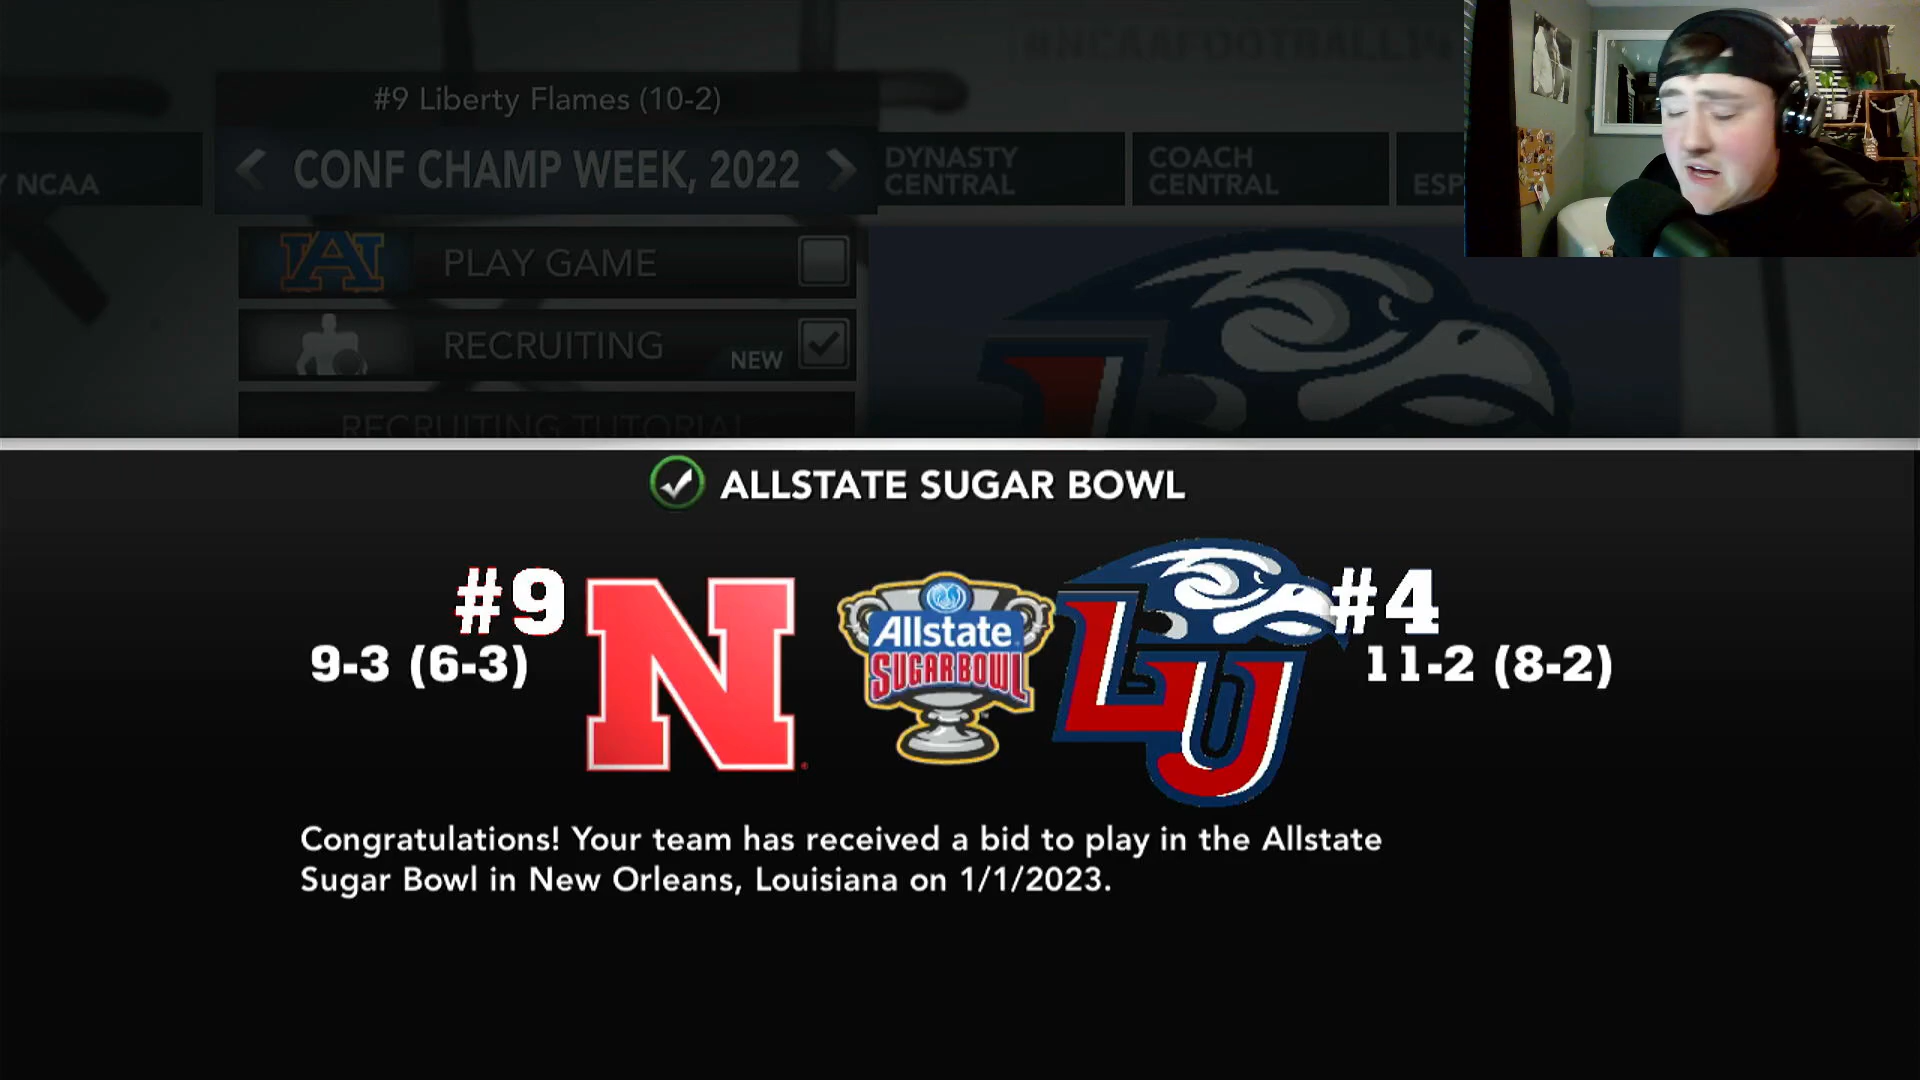 #NCAAFOOTBALL14
#9 Liberty Flames (10-2)
CONF CHAMP WEEK, 2022
Y NCAA
DYNASTY
CENTRAL
COACH
CENTRAL
ESP
PLAY GAME
RECRUITING
NEW
RECRUITING TUTORIAL
ALLSTATE SUGAR BOWL
#9
9-3 (6-3)
N
Allstate
SUGAR BOWL
LU
#4
11-2 (8-2)
Congratulations! Your team has received a bid to play in the Allstate
Sugar Bowl in New Orleans, Louisiana on 1/1/2023.